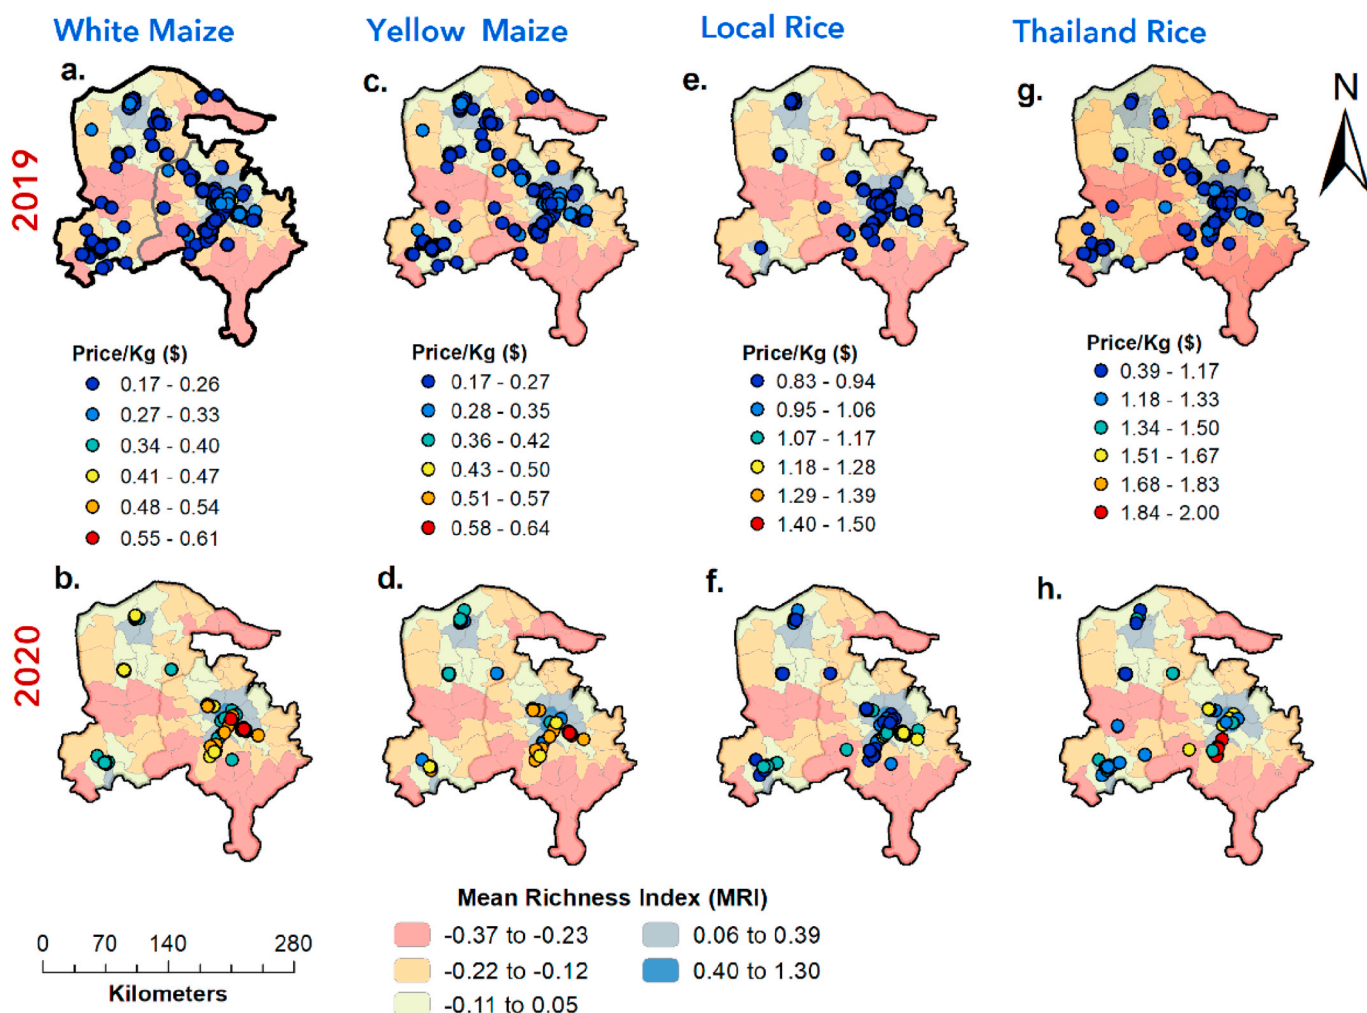 White Maize
Yellow Maize
Local Rice
Thailand Rice
a.
c.
e.
g.
N
2019
Price/Kg ($)
0.17 - 0.26
0.27 - 0.33
0.34 - 0.40
0.41 - 0.47
0.48 - 0.54
0.55 - 0.61
Price/Kg ($)
0.17 - 0.27
0.28 - 0.35
0.36 - 0.42
0.43 - 0.50
0.51 - 0.57
0.58 - 0.64
Price/Kg ($)
0.83 - 0.94
0.95 - 1.06
1.07 - 1.17
1.18 - 1.28
1.29 - 1.39
1.40 - 1.50
Price/Kg ($)
0.39 - 1.17
1.18 - 1.33
1.34 - 1.50
1.51 - 1.67
1.68 - 1.83
1.84 - 2.00
b.
d.
f.
h.
2020
0 70 140 280
Kilometers
Mean Richness Index (MRI)
-0.37 to -0.23
-0.22 to -0.12
-0.11 to 0.05
0.06 to 0.39
0.40 to 1.30